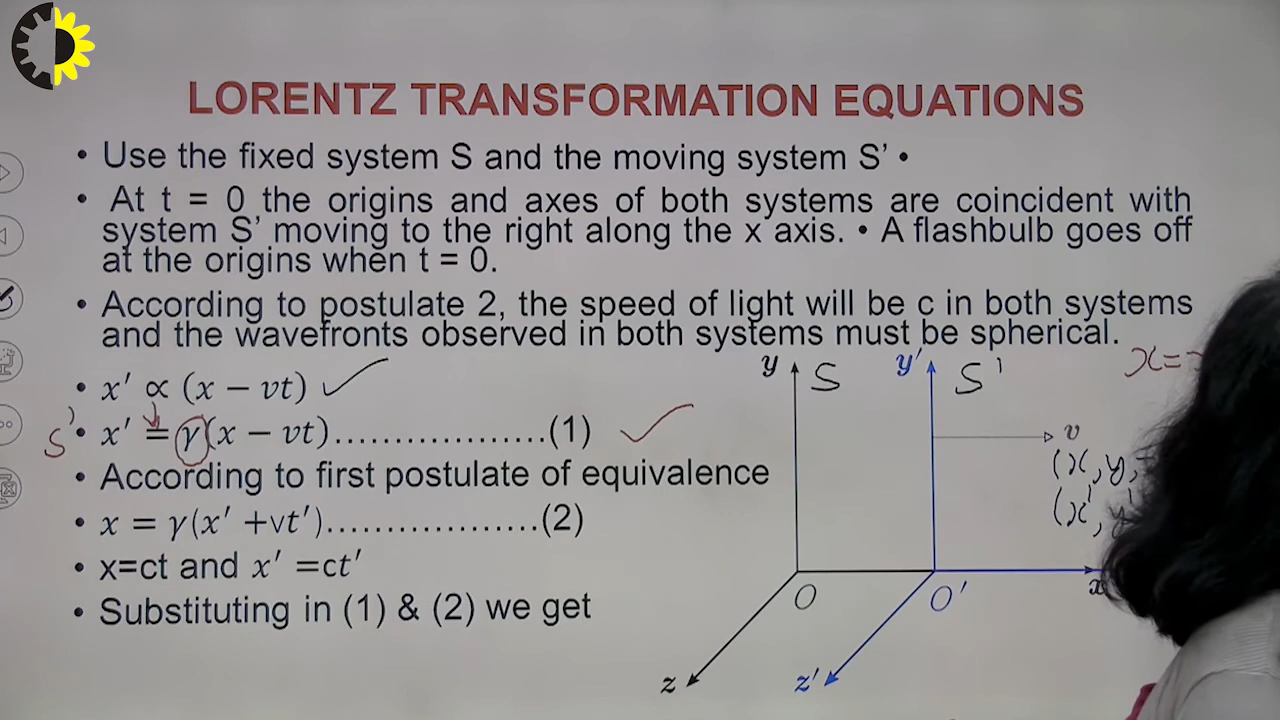 LORENTZ TRANSFORMATION EQUATIONS
• Use the fixed system S and the moving system S’ •
• At t = 0 the origins and axes of both systems are coincident with
system S’ moving to the right along the x axis. • A flashbulb goes off
at the origins when t = 0.
• According to postulate 2, the speed of light will be c in both systems
and the wavefronts observed in both systems must be spherical.
• x′ ∝ (x − vt) ✓
S' • x′ = γ(x − vt)...................(1) ✓
• According to first postulate of equivalence
• x = γ(x′ +vt′)..................(2)
• x=ct and x′ =ct′
• Substituting in (1) & (2) we get
x=
y S y′ S'
v
(x, y,
(x', y'
O O' x
z z′